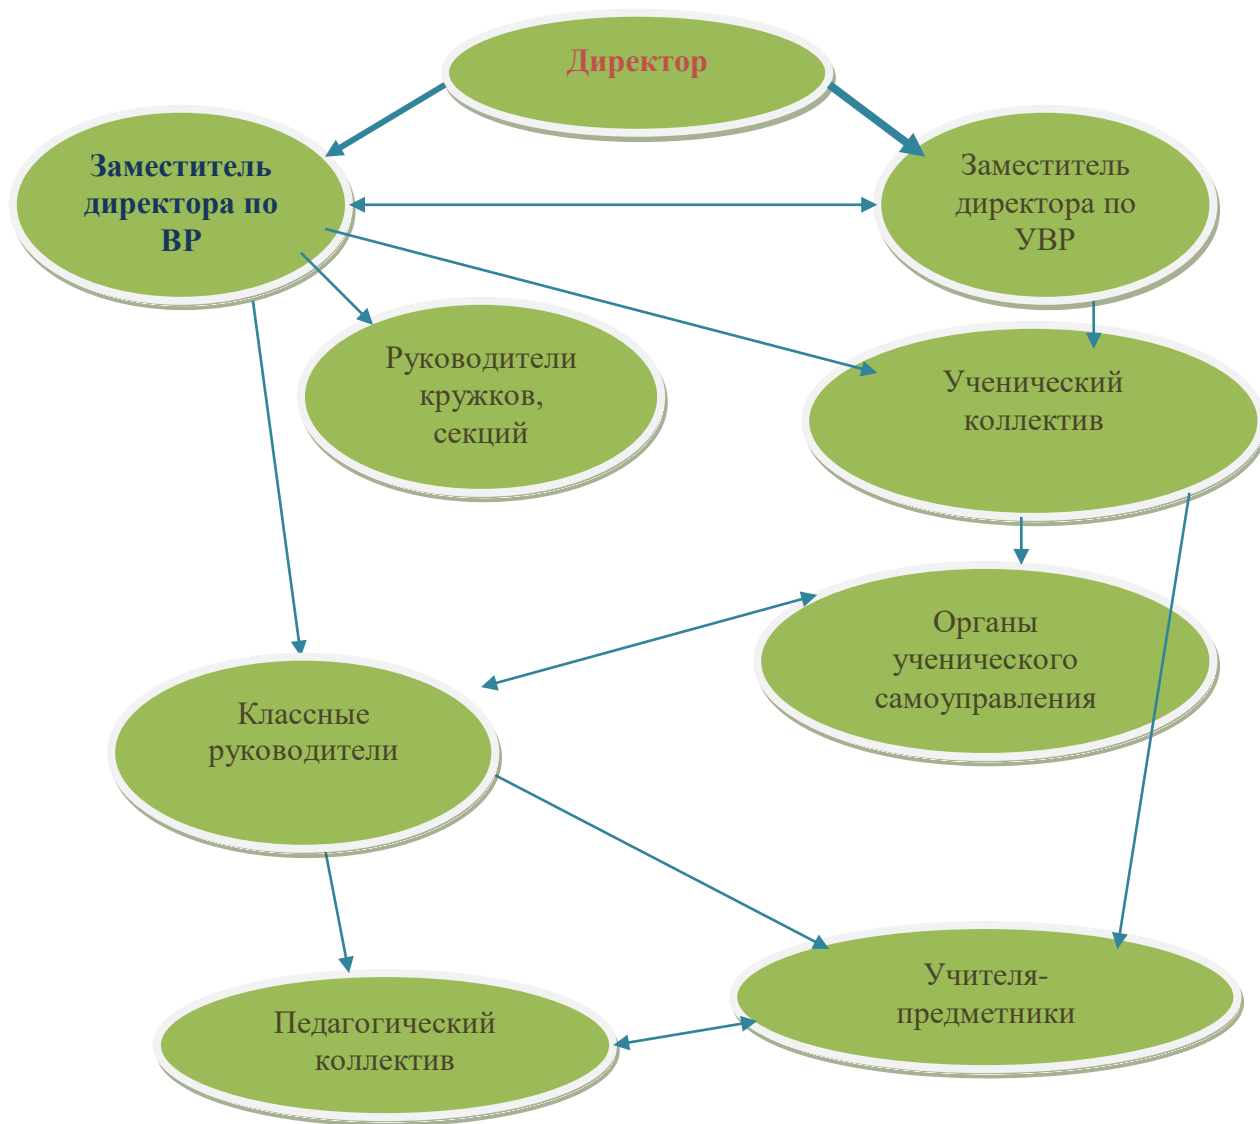 Директор
Заместитель
директора по
ВР
Заместитель
директора по
УВР
Руководители
кружков,
секций
Ученический
коллектив
Органы
ученического
самоуправления
Классные
руководители
Учителя-
предметники
Педагогический
коллектив